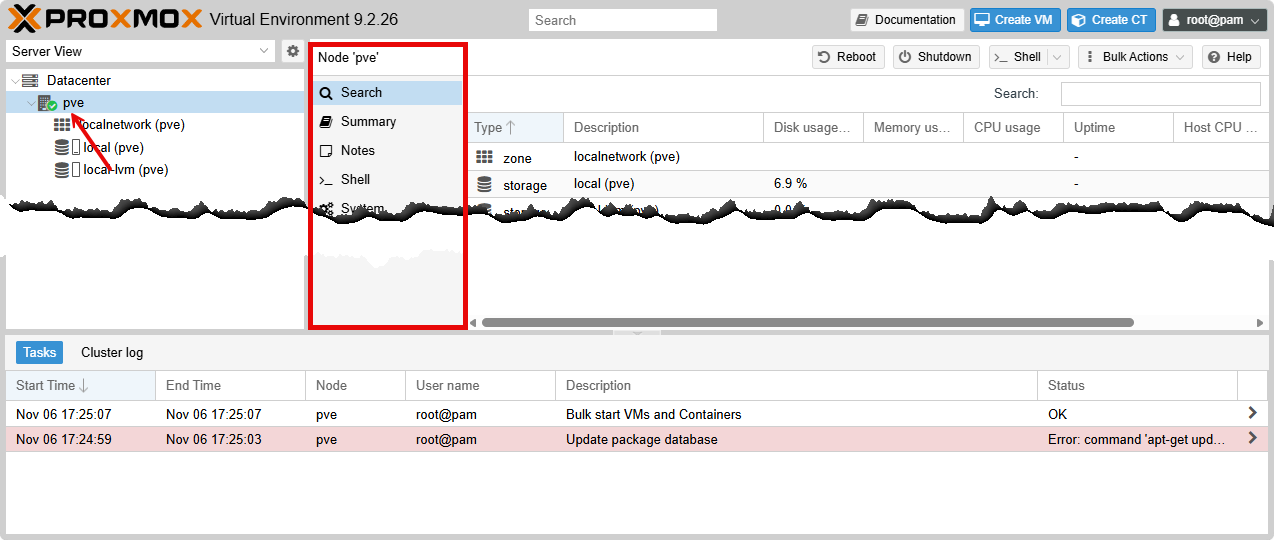 PROXMOX Virtual Environment 9.2.26 Search Documentation Create VM Create CT root@pam
Server View Node 'pve' Reboot Shutdown Shell Bulk Actions Help
Datacenter
pve
localnetwork (pve)
local (pve)
local-lvm (pve)
Search
Summary
Notes
Shell
System
Search:
Type Description Disk usage... Memory us... CPU usage Uptime Host CPU ...
zone localnetwork (pve) -
storage local (pve) 6.9 % -
Tasks Cluster log
Start Time End Time Node User name Description Status
Nov 06 17:25:07 Nov 06 17:25:07 pve root@pam Bulk start VMs and Containers OK
Nov 06 17:24:59 Nov 06 17:25:03 pve root@pam Update package database Error: command 'apt-get upd...